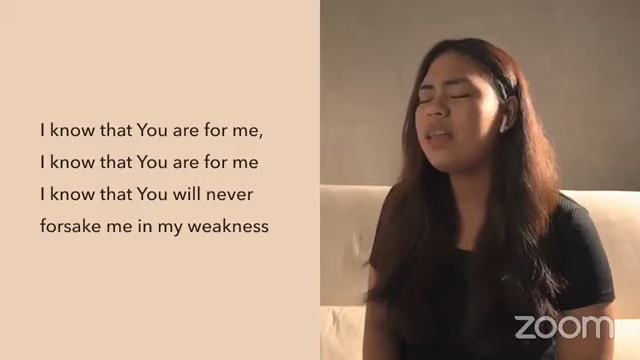 I know that You are for me,
I know that You are for me
I know that You will never
forsake me in my weakness
zoom